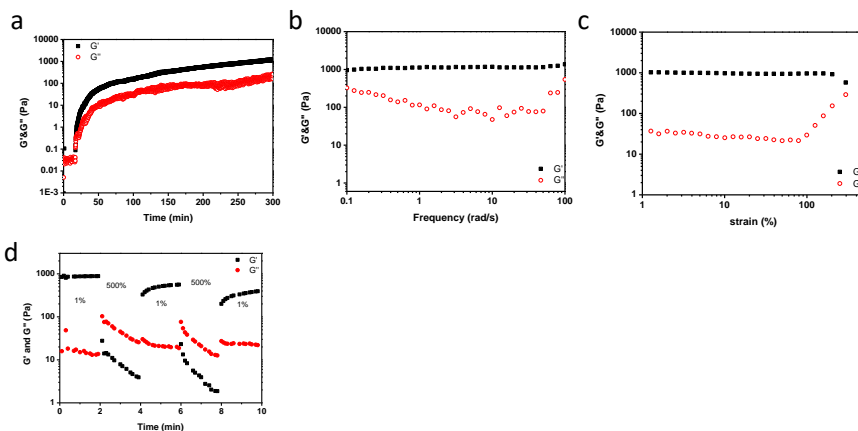 a
10000
1000
100
10
1
0.1
0.01
1E-3
G'&G'' (Pa)
0
50
100
150
200
250
300
Time (min)
G'
G''
b
10000
1000
100
10
1
G'&G'' (Pa)
0.1
1
10
100
Frequency (rad/s)
G'
G''
c
10000
1000
100
10
1
G'&G'' (Pa)
1
10
100
strain (%)
G
G
d
1000
100
10
1
G' and G'' (Pa)
0
2
4
6
8
10
Time (min)
G'
G''
1%
500%
1%
500%
1%